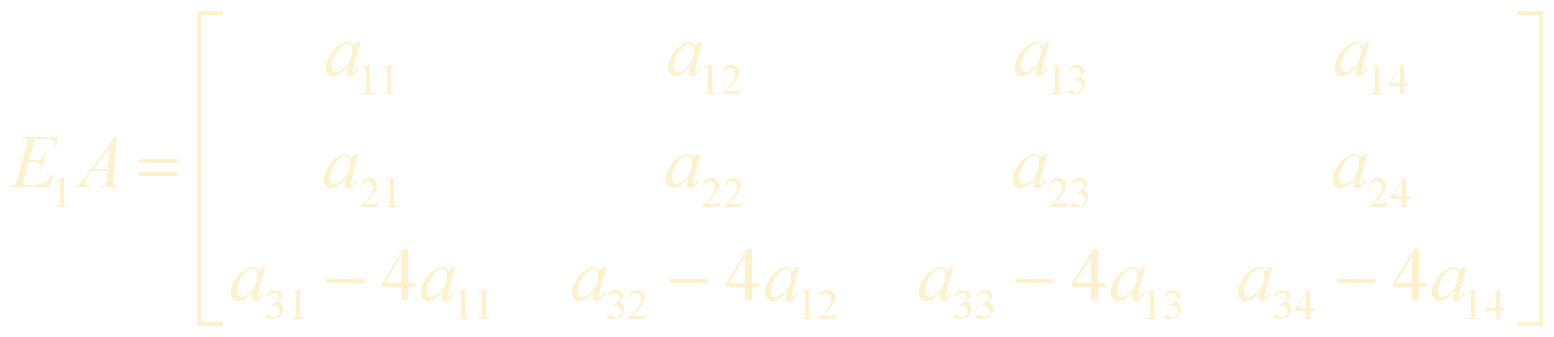 a₁₁ a₁₂ a₁₃ a₁₄
E₁A = a₂₁ a₂₂ a₂₃ a₂₄
a₃₁ − 4a₁₁ a₃₂ − 4a₁₂ a₃₃ − 4a₁₃ a₃₄ − 4a₁₄